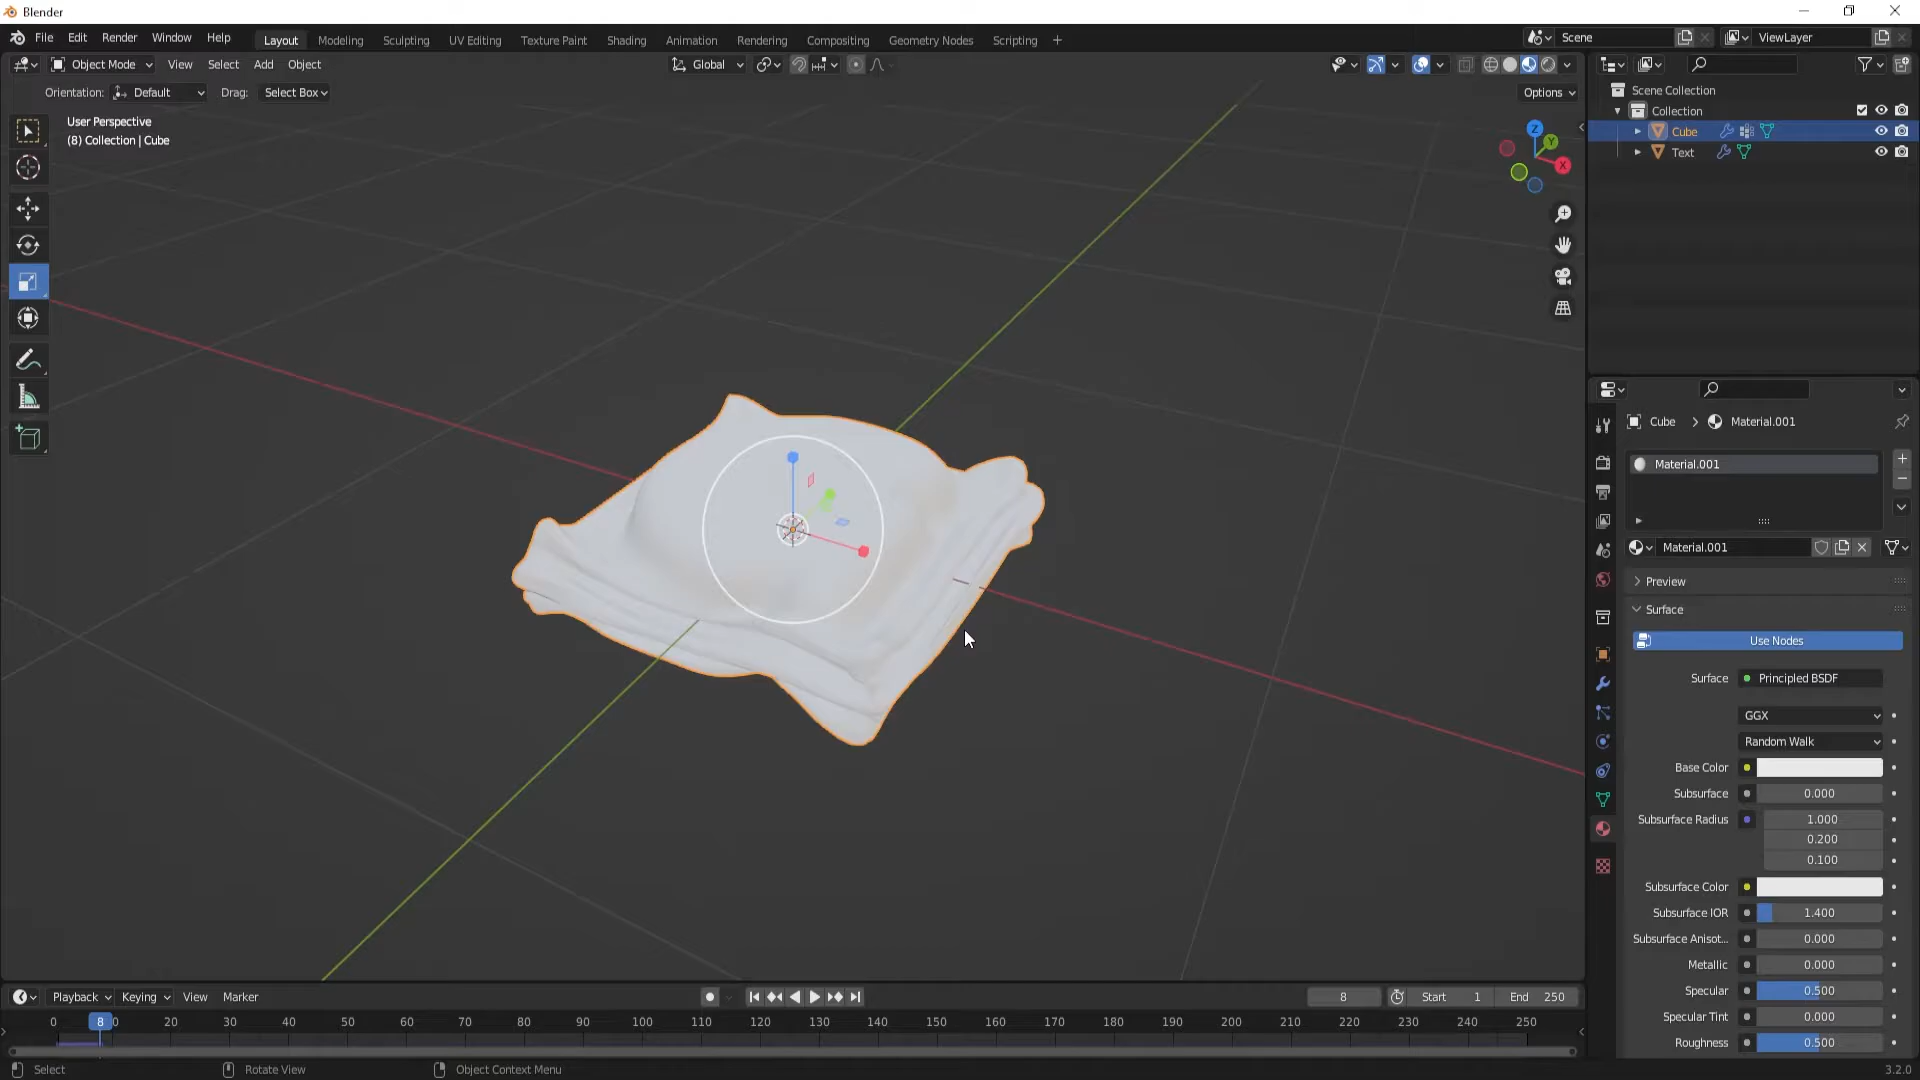 Blender
File Edit Render Window Help
Layout Modeling Sculpting UV Editing Texture Paint Shading Animation Rendering Compositing Geometry Nodes Scripting +
Scene
ViewLayer
Object Mode View Select Add Object
Global
Orientation: Default Drag: Select Box
Options
User Perspective
(8) Collection | Cube
Z
Y
X
Scene Collection
Collection
Cube
Text
Cube > Material.001
Material.001
Material.001
Preview
Surface
Use Nodes
Surface Principled BSDF
GGX
Random Walk
Base Color
Subsurface 0.000
Subsurface Radius 1.000
0.200
0.100
Subsurface Color
Subsurface IOR 1.400
Subsurface Anisot... 0.000
Metallic 0.000
Specular 0.500
Specular Tint 0.000
Roughness 0.500
Playback Keying View Marker
8 Start 1 End 250
0 8 0 20 30 40 50 60 70 80 90 100 110 120 130 140 150 160 170 180 190 200 210 220 230 240 250
Select Rotate View Object Context Menu
3.2.0